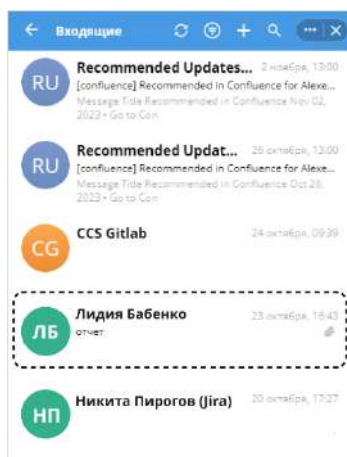 Входящие
RU
Recommended Updates... 2 ноября, 13:00
[confluence] Recommended in Confluence for Alexe...
Message Title Recommended in Confluence Nov 02,
2023 • Go to Con
RU
Recommended Updat... 26 октября, 13:00
[confluence] Recommended in Confluence for Alexe...
Message Title Recommended in Confluence Oct 26,
2023 • Go to Con
CG
CCS Gitlab 24 октября, 09:39
ЛБ
Лидия Бабенко 23 октября, 16:43
отчет
НП
Никита Пирогов (Jira) 20 октября, 17:27